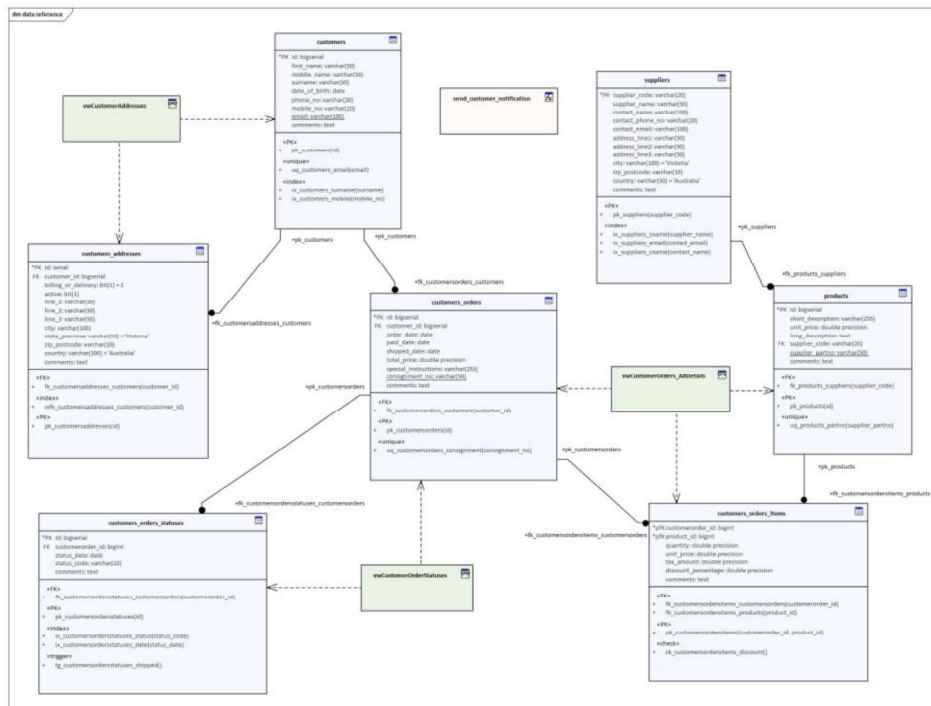 dm data reference
customers
*PK id: bigserial
first_name: varchar(50)
middle_name: varchar(50)
surname: varchar(50)
date_of_birth: date
phone_no: varchar(20)
mobile_no: varchar(20)
email: varchar(100)
comments: text
«PK»
+ pk_customers(id)
«unique»
+ uq_customers_email(email)
«index»
+ ix_customers_surname(surname)
+ ix_customers_mobile(mobile_no)
vwCustomerAddresses
send_customer_notification
suppliers
*PK supplier_code: varchar(20)
supplier_name: varchar(50)
contact_name: varchar(100)
contact_phone_no: varchar(20)
contact_email: varchar(100)
address_line1: varchar(50)
address_line2: varchar(50)
address_line3: varchar(50)
city: varchar(100) = 'Victoria'
zip_postcode: varchar(10)
country: varchar(50) = 'Australia'
comments: text
«PK»
+ pk_suppliers(supplier_code)
«index»
+ ix_suppliers_sname(supplier_name)
+ ix_suppliers_email(contact_email)
+ ix_suppliers_cname(contact_name)
+pk_customers
+pk_customers
+pk_suppliers
customers_addresses
*PK id: serial
FK customer_id: bigserial
billing_or_delivery: bit(1) = 1
active: bit(1)
line_1: varchar(50)
line_2: varchar(50)
line_3: varchar(50)
city: varchar(100)
state_province: varchar(50) = 'Victoria'
zip_postcode: varchar(10)
country: varchar(100) = 'Australia'
comments: text
«FK»
+ fk_customersaddresses_customers(customer_id)
«index»
+ ixfk_customersaddresses_customers(customer_id)
«PK»
+ pk_customersaddresses(id)
+fk_customersaddresses_customers
+fk_customersorders_customers
+fk_products_suppliers
customers_orders
*PK id: bigserial
FK customer_id: bigserial
order_date: date
paid_date: date
shipped_date: date
total_price: double precision
special_instructions: varchar(255)
consignment_no: varchar(50)
comments: text
«FK»
+ fk_customersorders_customers(customer_id)
«PK»
+ pk_customersorders(id)
«unique»
+ uq_customersorders_consignment(consignment_no)
products
*PK id: bigserial
short_description: varchar(255)
unit_price: double precision
long_description: text
FK supplier_code: varchar(20)
supplier_partno: varchar(50)
comments: text
«FK»
+ fk_products_suppliers(supplier_code)
«PK»
+ pk_products(id)
«unique»
+ uq_products_partno(supplier_partno)
vwCustomerOrders_AllDetails
+pk_customersorders
+pk_customersorders
+pk_products
+fk_customersordersstatuses_customersorders
+fk_customersordersitems_products
+fk_customersordersitems_customersorders
customers_orders_statuses
*PK id: bigserial
FK customerorder_id: bigint
status_date: date
status_code: varchar(10)
comments: text
«FK»
+ fk_customersordersstatuses_customersorders(customerorder_id)
«PK»
+ pk_customersordersstatuses(id)
«index»
+ ix_customersordersstatuses_status(status_code)
+ ix_customersordersstatuses_date(status_date)
«trigger»
+ tg_customersordersstatuses_shipped()
vwCustomerOrderStatuses
customers_orders_items
*pfK customerorder_id: bigint
*pfK product_id: bigint
quantity: double precision
unit_price: double precision
tax_amount: double precision
discount_percentage: double precision
comments: text
«FK»
+ fk_customersordersitems_customersorders(customerorder_id)
+ fk_customersordersitems_products(product_id)
«PK»
+ pk_customersordersitems(customerorder_id, product_id)
«check»
+ ck_customersordersitems_discount()